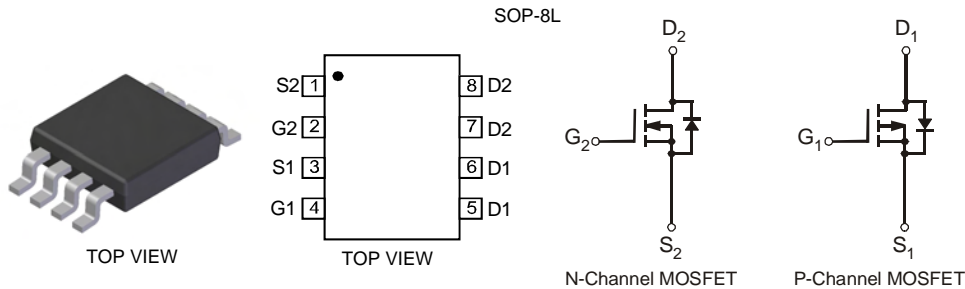 SOP-8L
D2 D1
S2 1 8 D2
G2 2 7 D2
S1 3 6 D1
G1 4 5 D1
G2 G1
S2 S1
TOP VIEW TOP VIEW
N-Channel MOSFET P-Channel MOSFET